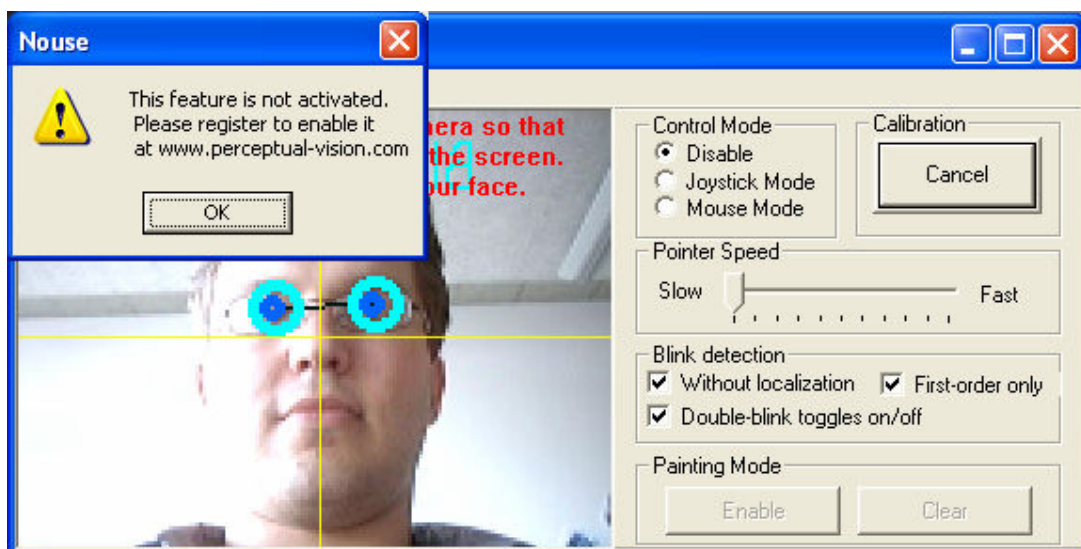 Nouse
This feature is not activated.
Please register to enable it
at www.perceptual-vision.com
OK
era so that
the screen.
our face.
Control Mode
Disable
Joystick Mode
Mouse Mode
Calibration
Cancel
Pointer Speed
Slow
Fast
Blink detection
Without localization
First-order only
Double-blink toggles on/off
Painting Mode
Enable
Clear